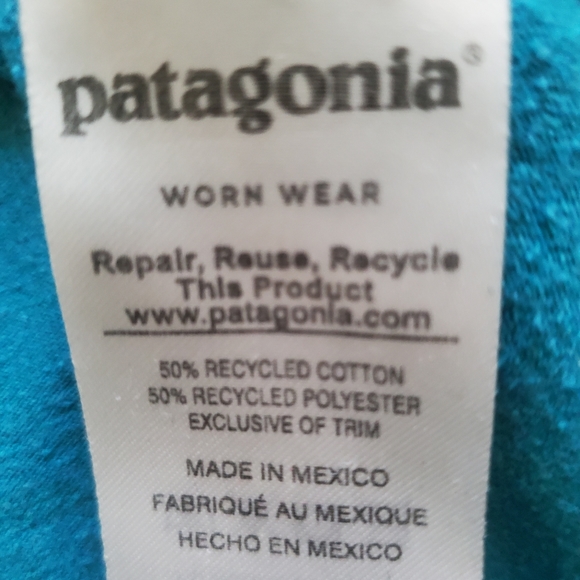 patagonia®
WORN WEAR
Repair, Reuse, Recycle
This Product
www.patagonia.com
50% RECYCLED COTTON
50% RECYCLED POLYESTER
EXCLUSIVE OF TRIM
MADE IN MEXICO
FABRIQUÉ AU MEXIQUE
HECHO EN MEXICO